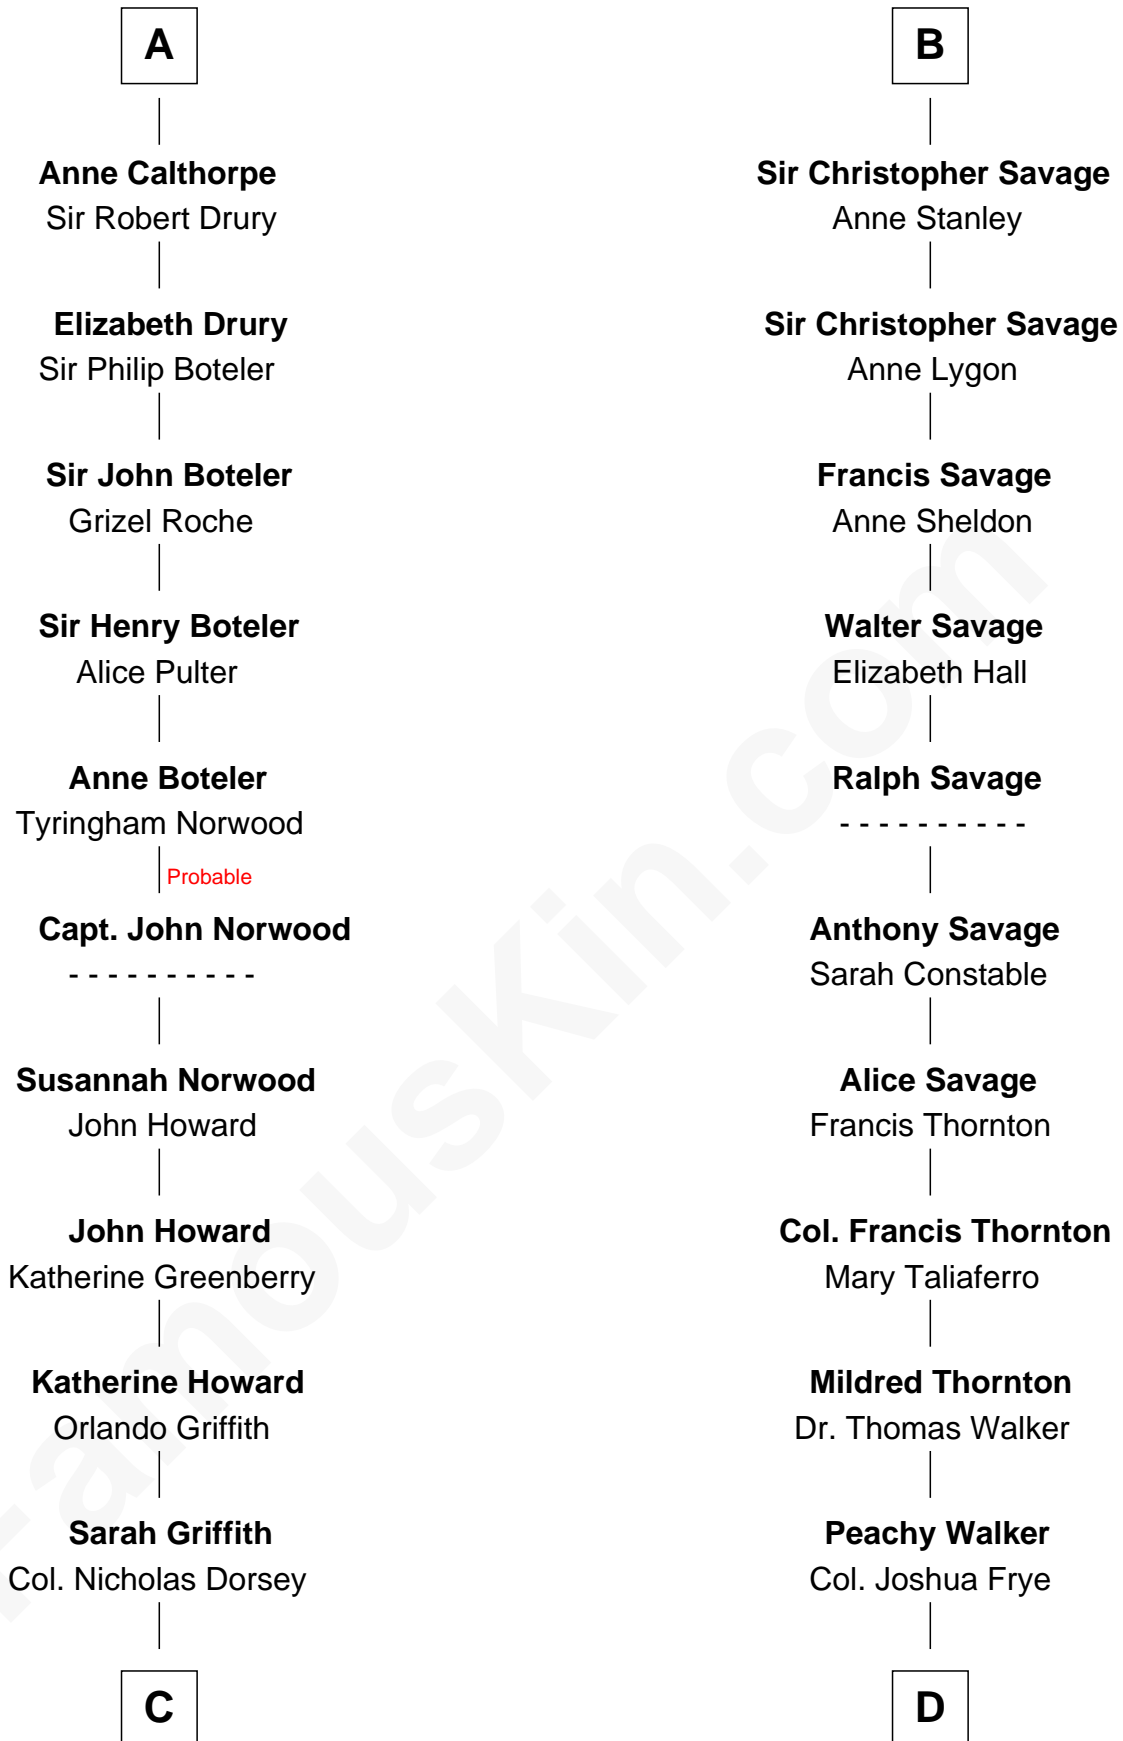 A
Anne Calthorpe
Sir Robert Drury
Elizabeth Drury
Sir Philip Boteler
Sir John Boteler
Grizel Roche
Sir Henry Boteler
Alice Pulter
Anne Boteler
Tyringham Norwood
Probable
Capt. John Norwood
- - - - - - - - - -
Susannah Norwood
John Howard
John Howard
Katherine Greenberry
Katherine Howard
Orlando Griffith
Sarah Griffith
Col. Nicholas Dorsey
C
B
Sir Christopher Savage
Anne Stanley
Sir Christopher Savage
Anne Lygon
Francis Savage
Anne Sheldon
Walter Savage
Elizabeth Hall
Ralph Savage
- - - - - - - - - -
Anthony Savage
Sarah Constable
Alice Savage
Francis Thornton
Col. Francis Thornton
Mary Taliaferro
Mildred Thornton
Dr. Thomas Walker
Peachy Walker
Col. Joshua Frye
D
FamousKin.com